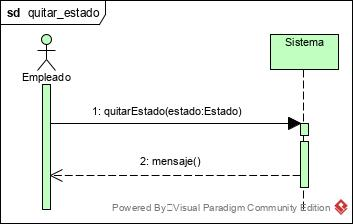 sd quitar_estado
Sistema
Empleado
1: quitarEstado(estado:Estado)
2: mensaje()
Powered By Visual Paradigm Community Edition